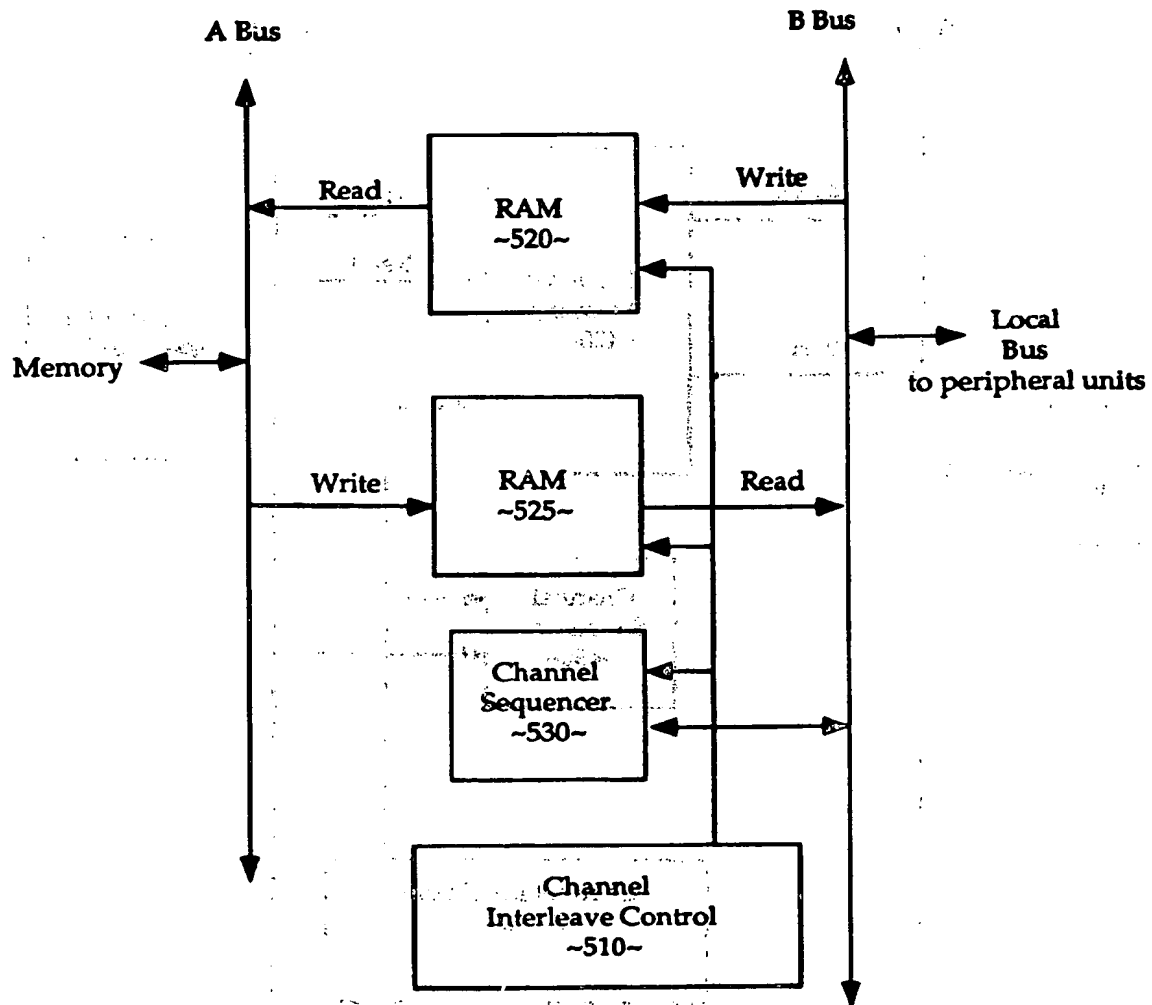 A Bus
B Bus
Read
RAM
~520~
Write
Memory
Local
Bus
to peripheral units
Write
RAM
~525~
Read
Channel
Sequencer
~530~
Channel
Interleave Control
~510~